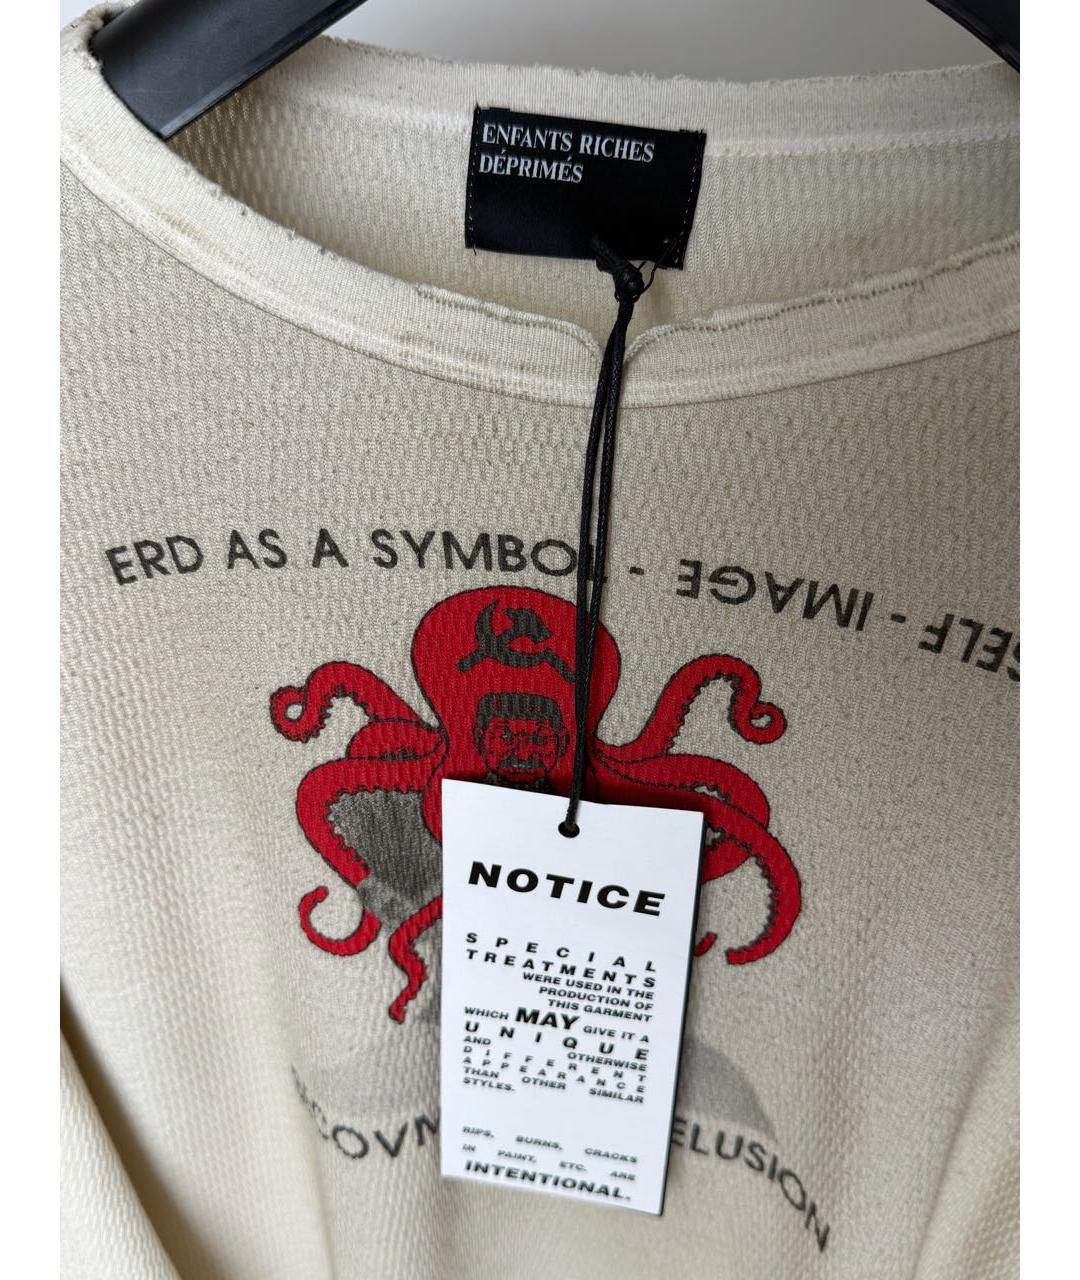 ENFANTS RICHES
DÉPRIMÉS
ERD AS A SYMBOL - IMAGE - SELF
NOTICE
SPECIAL
TREATMENTS
WERE USED IN THE
PRODUCTION OF
THIS GARMENT
WHICH MAY GIVE IT A
UNIQUE
AND OTHERWISE
DIFFERENT
APPEARANCE
THAN OTHER SIMILAR
STYLES.
RIPS, BURNS, CRACKS
IN PAINT, ETC. ARE
INTENTIONAL.